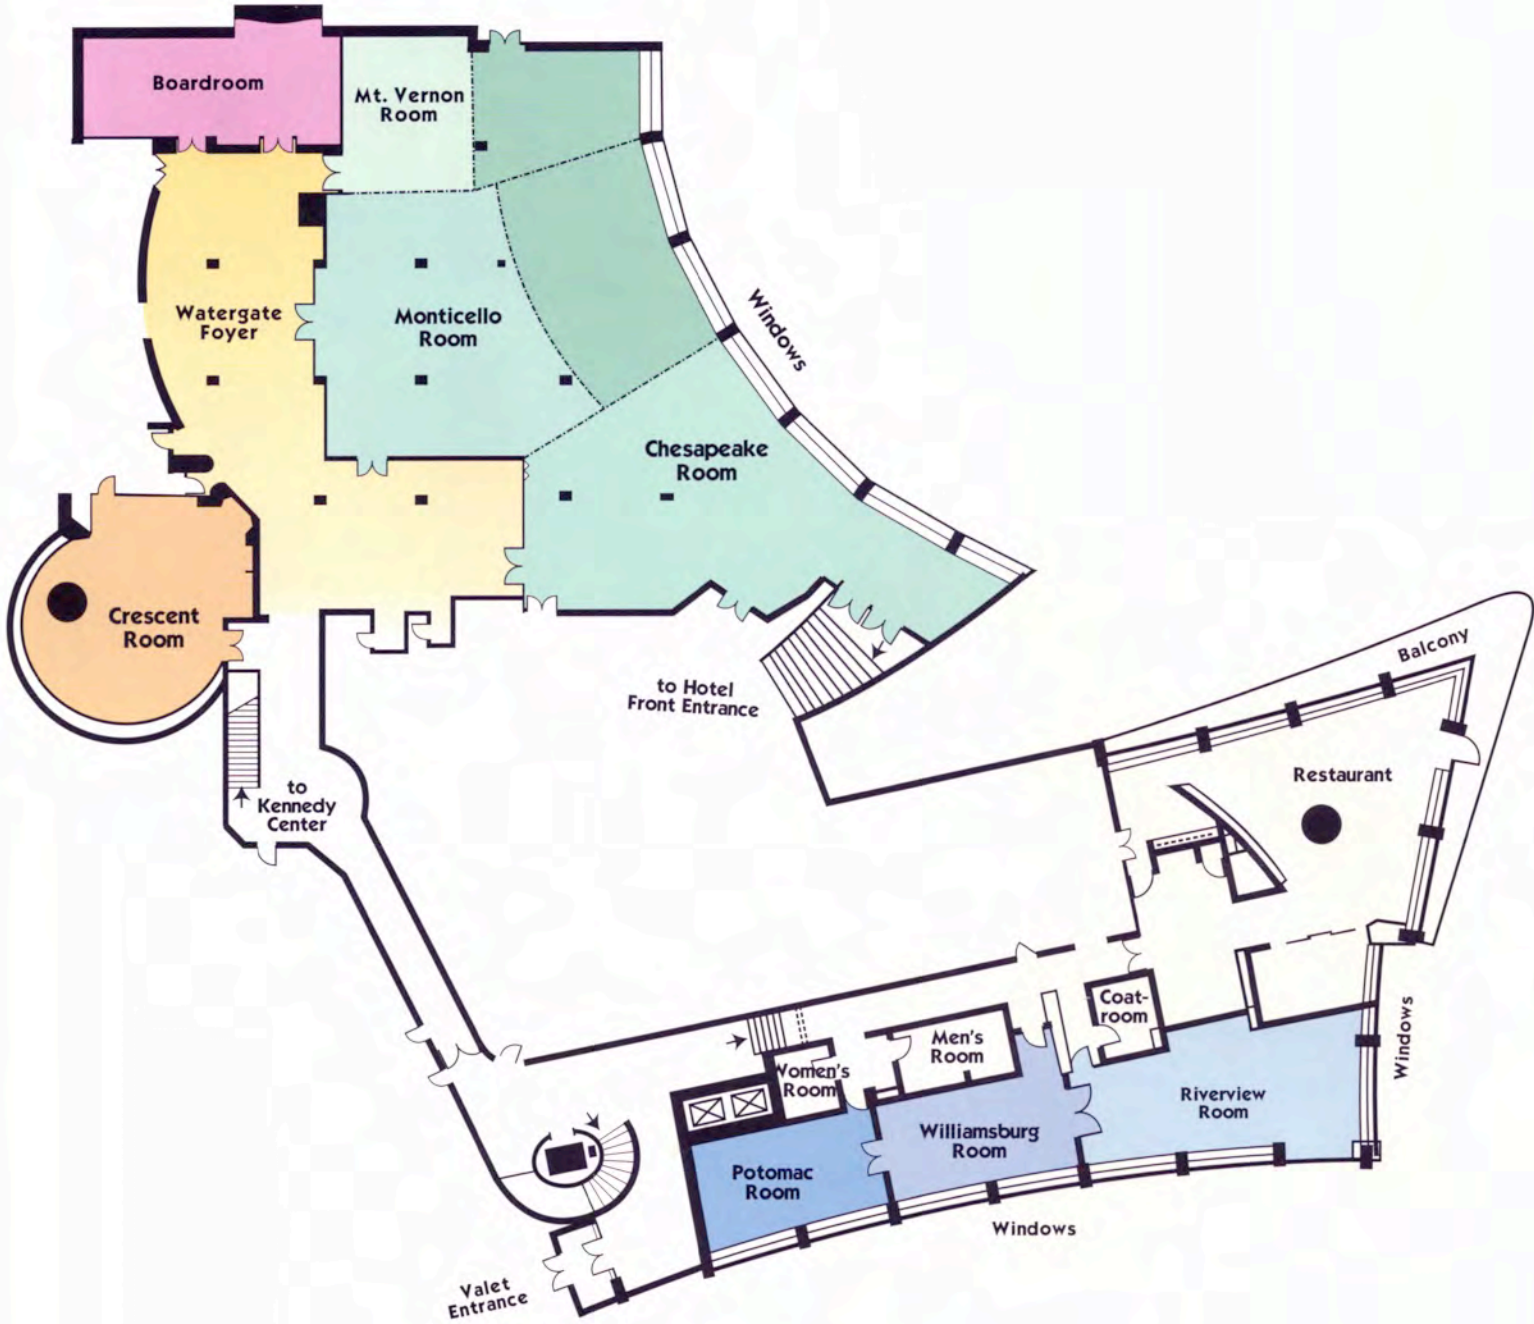 Boardroom
Mt. Vernon
Room
Watergate
Foyer
Monticello
Room
Windows
Chesapeake
Room
Crescent
Room
to Hotel
Front Entrance
Balcony
to
Kennedy
Center
Restaurant
Coat-
room
Men's
Room
Women's
Room
Windows
Riverview
Room
Williamsburg
Room
Potomac
Room
Windows
Valet
Entrance